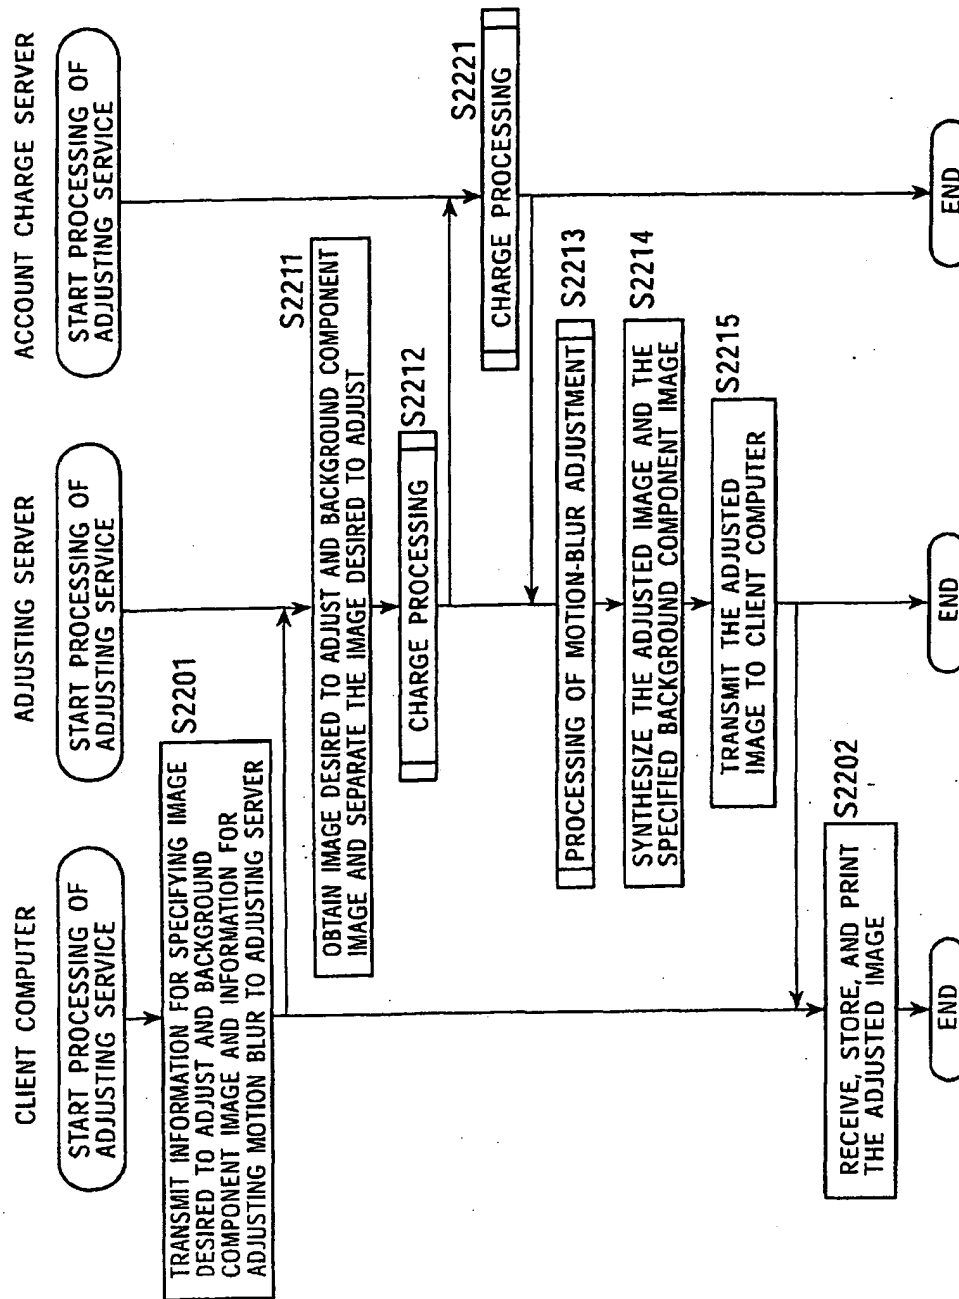 CLIENT COMPUTER
START PROCESSING OF
ADJUSTING SERVICE
S2201
TRANSMIT INFORMATION FOR SPECIFYING IMAGE
DESIRED TO ADJUST AND BACKGROUND
COMPONENT IMAGE AND INFORMATION FOR
ADJUSTING MOTION BLUR TO ADJUSTING SERVER
S2202
RECEIVE, STORE, AND PRINT
THE ADJUSTED IMAGE
END
ADJUSTING SERVER
START PROCESSING OF
ADJUSTING SERVICE
S2211
OBTAIN IMAGE DESIRED TO ADJUST AND BACKGROUND COMPONENT
IMAGE AND SEPARATE THE IMAGE DESIRED TO ADJUST
S2212
CHARGE PROCESSING
S2213
PROCESSING OF MOTION-BLUR ADJUSTMENT
S2214
SYNTHESIZE THE ADJUSTED IMAGE AND THE
SPECIFIED BACKGROUND COMPONENT IMAGE
S2215
TRANSMIT THE ADJUSTED
IMAGE TO CLIENT COMPUTER
END
ACCOUNT CHARGE SERVER
START PROCESSING OF
ADJUSTING SERVICE
S2221
CHARGE PROCESSING
END